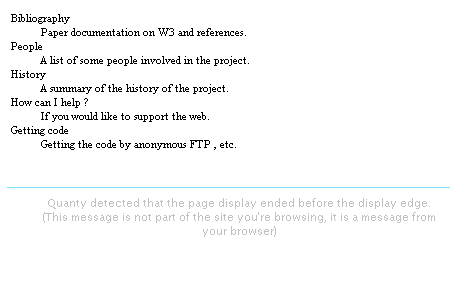 Bibliography
Paper documentation on W3 and references.
People
A list of some people involved in the project.
History
A summary of the history of the project.
How can I help ?
If you would like to support the web.
Getting code
Getting the code by anonymous FTP , etc.
Quanty detected that the page display ended before the display edge.
(This message is not part of the site you're browsing, it is a message from
your browser)